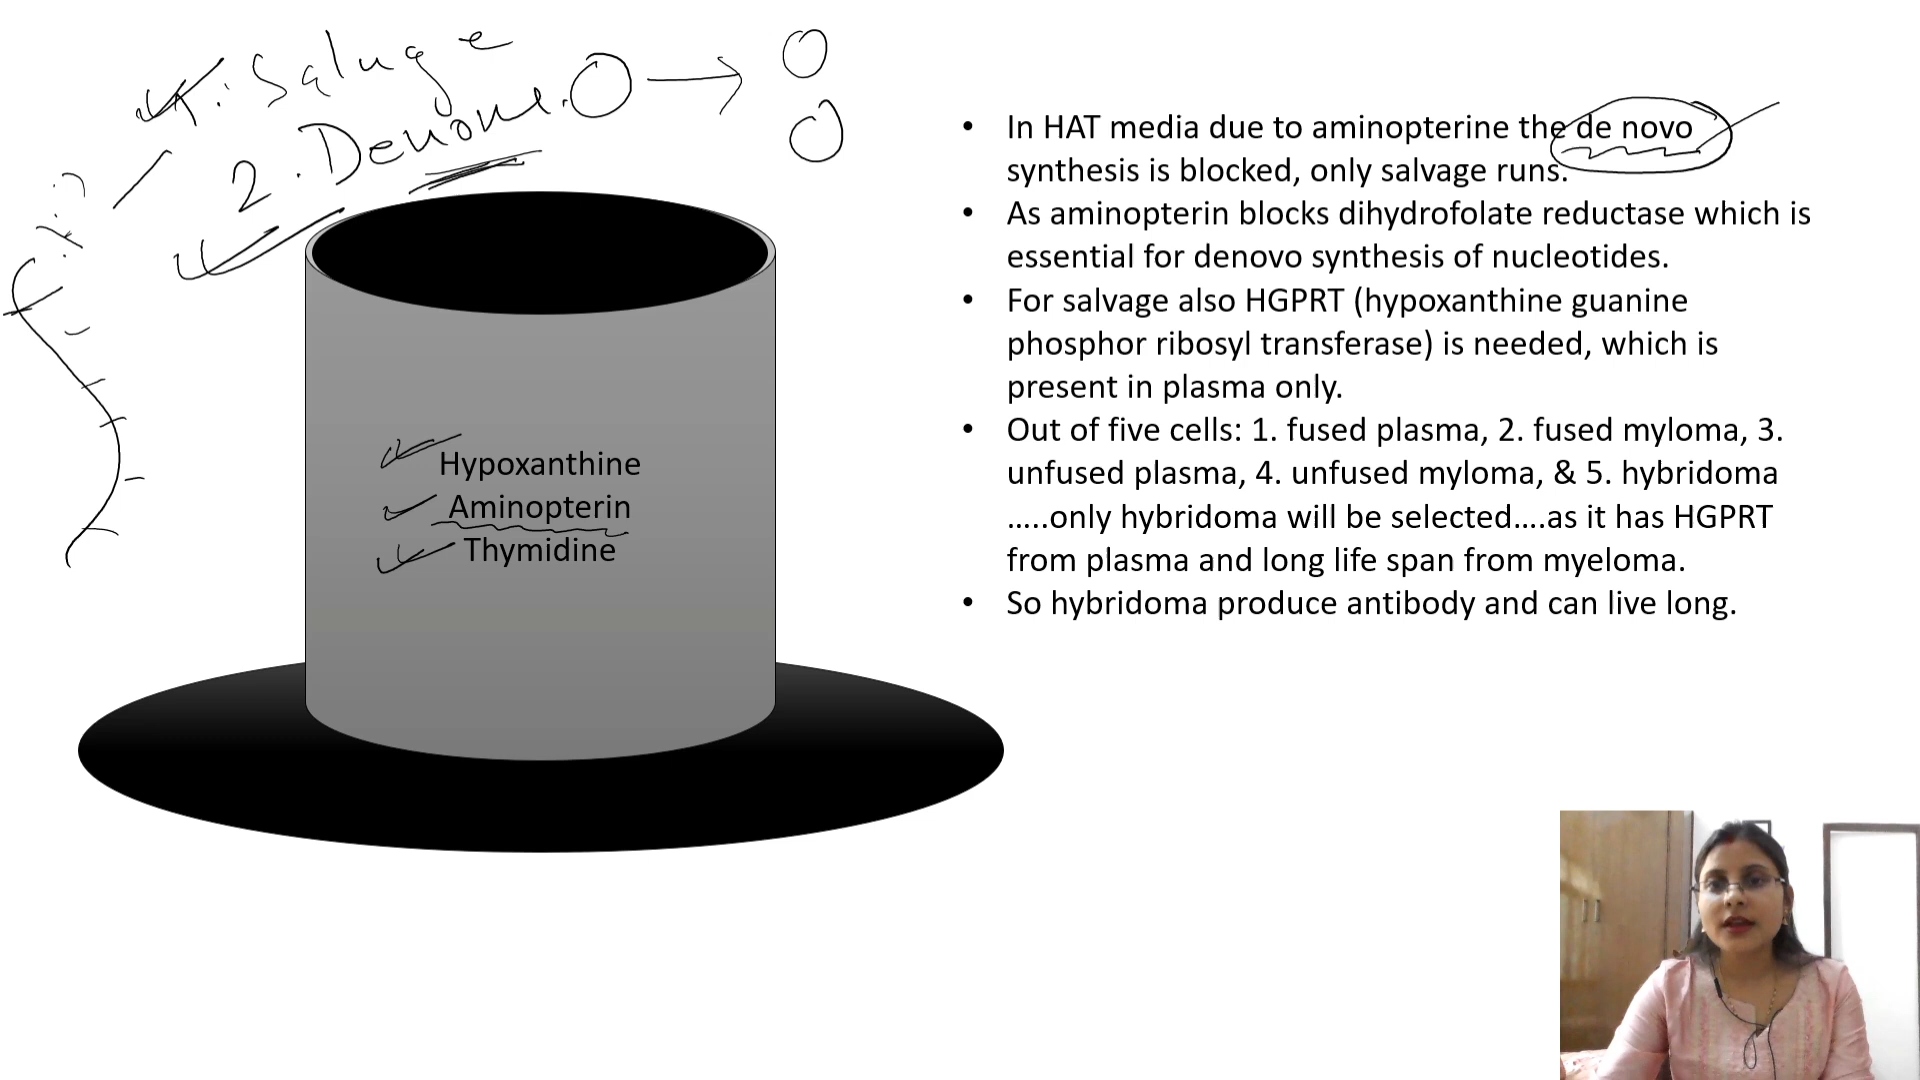 1. Salvage
2. Denovo.
Hypoxanthine
Aminopterin
Thymidine
• In HAT media due to aminopterine the de novo
synthesis is blocked, only salvage runs.
• As aminopterin blocks dihydrofolate reductase which is
essential for denovo synthesis of nucleotides.
• For salvage also HGPRT (hypoxanthine guanine
phosphor ribosyl transferase) is needed, which is
present in plasma only.
• Out of five cells: 1. fused plasma, 2. fused myloma, 3.
unfused plasma, 4. unfused myloma, & 5. hybridoma
…..only hybridoma will be selected….as it has HGPRT
from plasma and long life span from myeloma.
• So hybridoma produce antibody and can live long.